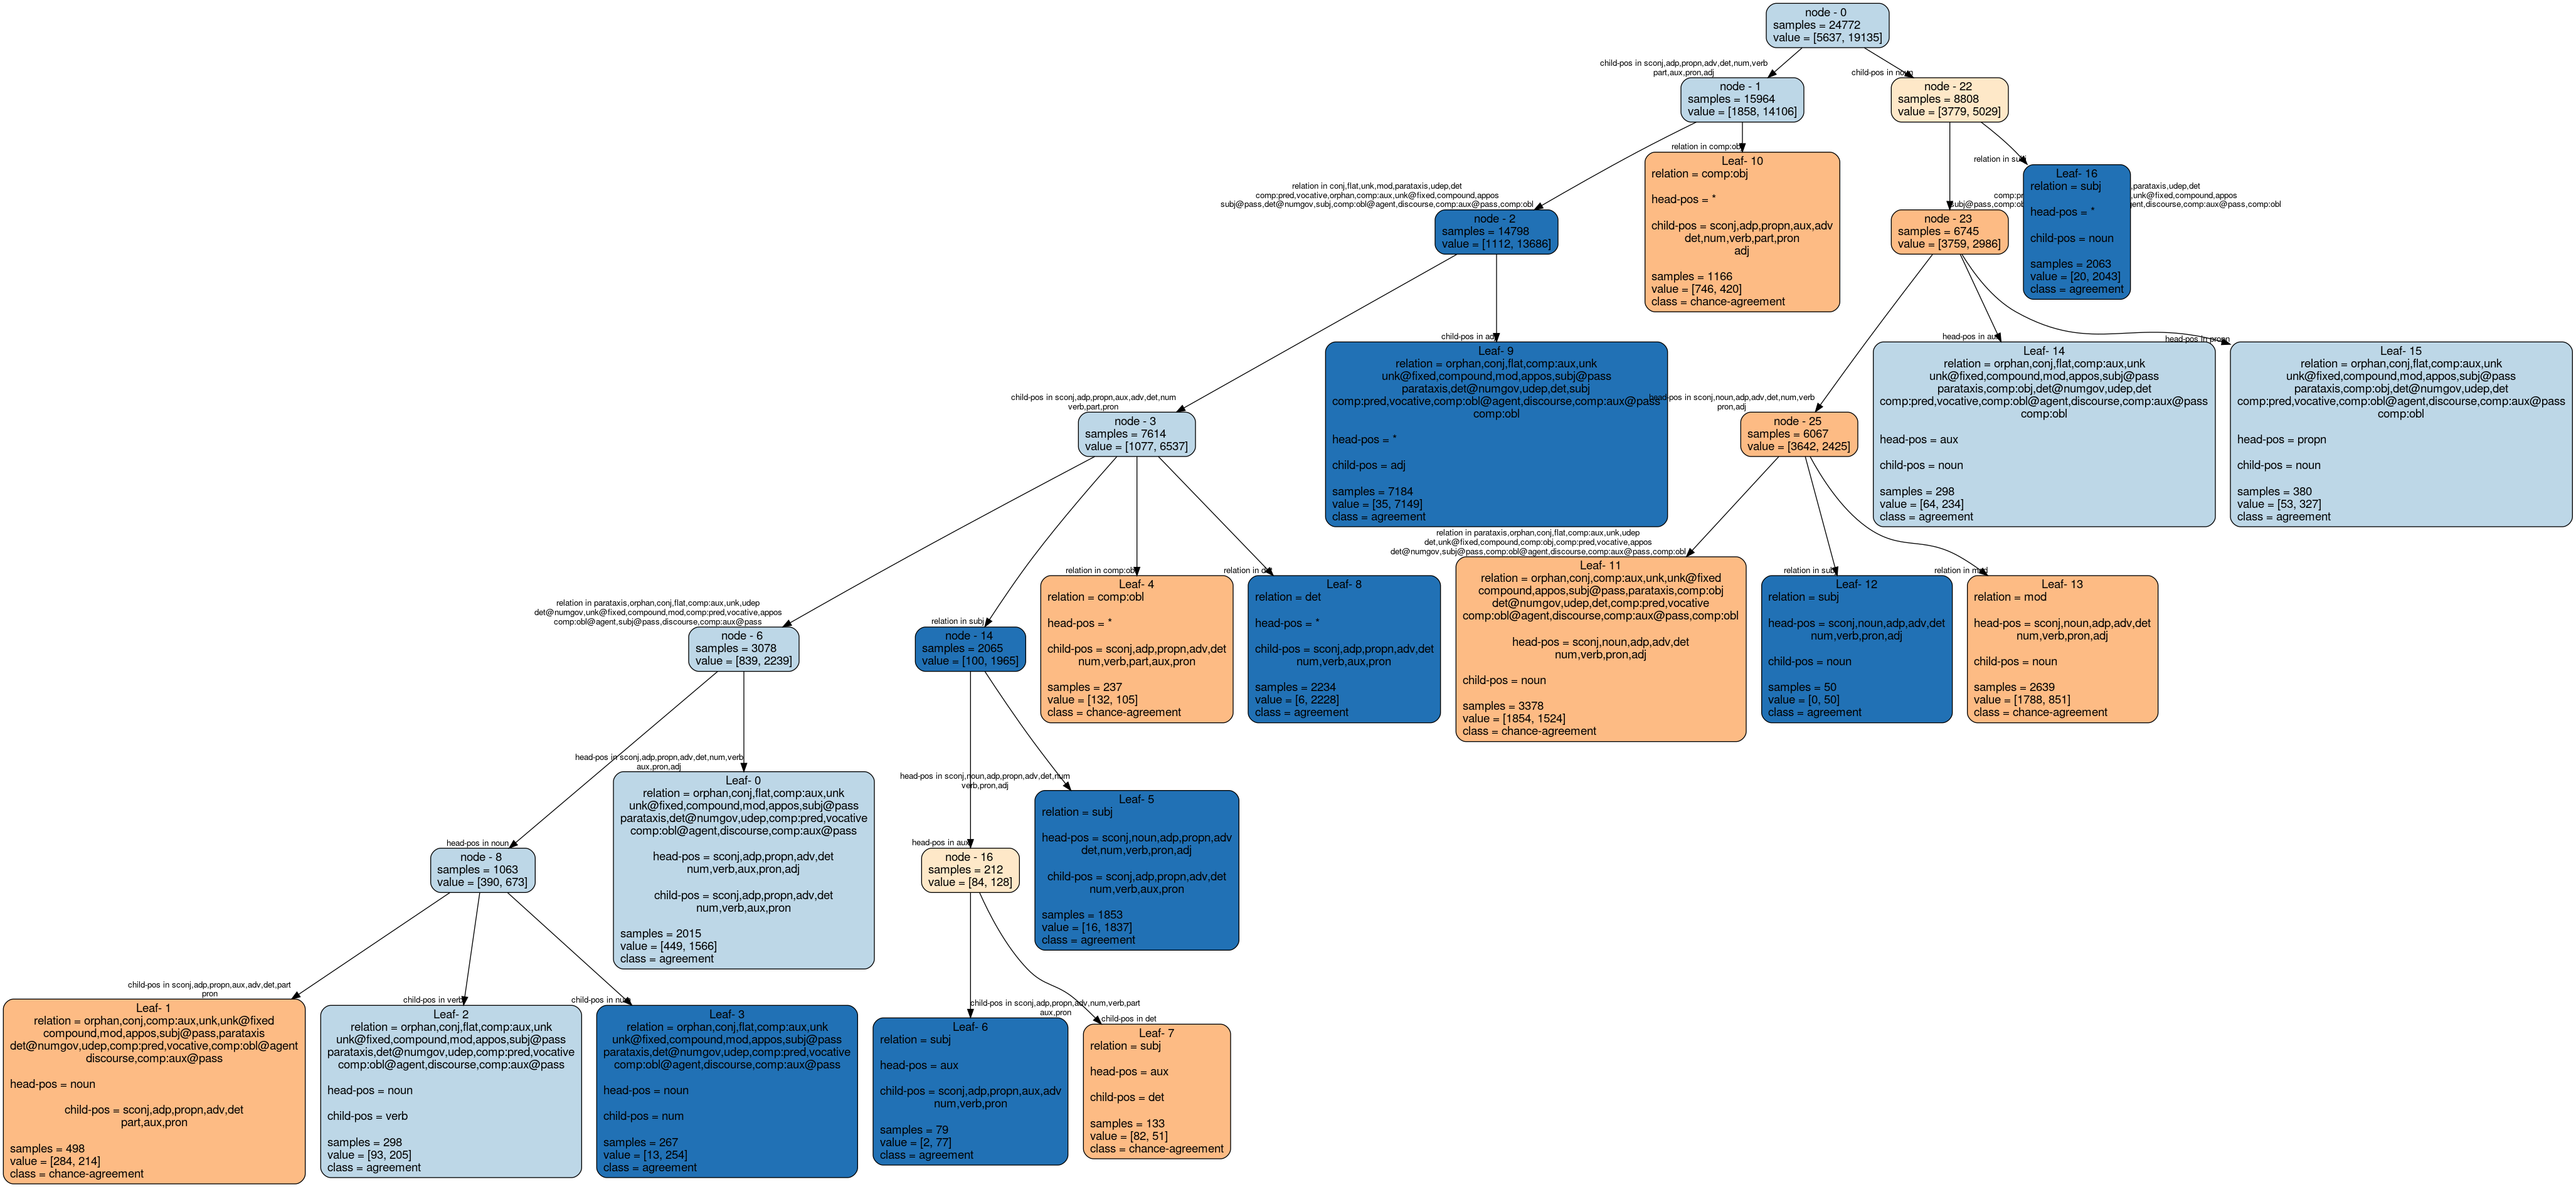 node - 0
samples = 24772
value = [5637, 19135]
child-pos in sconj,adp,propn,adv,det,num,verb
part,aux,pron,adj
node - 1
samples = 15964
value = [1858, 14106]
child-pos in noun
node - 22
samples = 8808
value = [3779, 5029]
relation in conj,flat,unk,mod,parataxis,udep,det
comp:pred,vocative,orphan,comp:aux,unk@fixed,compound,appos
subj@pass,det@numgov,subj,comp:obl@agent,discourse,comp:aux@pass,comp:obl
node - 2
samples = 14798
value = [1112, 13686]
relation in comp:obj
Leaf- 10
relation = comp:obj
head-pos = *
child-pos = sconj,adp,propn,aux,adv
det,num,verb,part,pron
adj
samples = 1166
value = [746, 420]
class = chance-agreement
,parataxis,udep,det
,unk@fixed,compound,appos
gent,discourse,comp:aux@pass,comp:obl
node - 23
samples = 6745
value = [3759, 2986]
relation in subj
Leaf- 16
relation = subj
head-pos = *
child-pos = noun
samples = 2063
value = [20, 2043]
class = agreement
child-pos in sconj,adp,propn,aux,adv,det,num
verb,part,pron
node - 3
samples = 7614
value = [1077, 6537]
child-pos in adj
Leaf- 9
relation = orphan,conj,flat,comp:aux,unk
unk@fixed,compound,mod,appos,subj@pass
parataxis,det@numgov,udep,det,subj
comp:pred,vocative,comp:obl@agent,discourse,comp:aux@pass
comp:obl
head-pos = *
child-pos = adj
samples = 7184
value = [35, 7149]
class = agreement
head-pos in sconj,noun,adp,adv,det,num,verb
pron,adj
node - 25
samples = 6067
value = [3642, 2425]
head-pos in aux
Leaf- 14
relation = orphan,conj,flat,comp:aux,unk
unk@fixed,compound,mod,appos,subj@pass
parataxis,comp:obj,det@numgov,udep,det
comp:pred,vocative,comp:obl@agent,discourse,comp:aux@pass
comp:obl
head-pos = aux
child-pos = noun
samples = 298
value = [64, 234]
class = agreement
head-pos in propn
Leaf- 15
relation = orphan,conj,flat,comp:aux,unk
unk@fixed,compound,mod,appos,subj@pass
parataxis,comp:obj,det@numgov,udep,det
comp:pred,vocative,comp:obl@agent,discourse,comp:aux@pass
comp:obl
head-pos = propn
child-pos = noun
samples = 380
value = [53, 327]
class = agreement
relation in parataxis,orphan,conj,flat,comp:aux,unk,udep
det@numgov,unk@fixed,compound,mod,comp:pred,vocative,appos
comp:obl@agent,subj@pass,discourse,comp:aux@pass
node - 6
samples = 3078
value = [839, 2239]
relation in subj
node - 14
samples = 2065
value = [100, 1965]
relation in comp:obl
Leaf- 4
relation = comp:obl
head-pos = *
child-pos = sconj,adp,propn,adv,det
num,verb,part,aux,pron
samples = 237
value = [132, 105]
class = chance-agreement
relation in det
Leaf- 8
relation = det
head-pos = *
child-pos = sconj,adp,propn,adv,det
num,verb,aux,pron
samples = 2234
value = [6, 2228]
class = agreement
relation in parataxis,orphan,conj,flat,comp:aux,unk,udep
det,unk@fixed,compound,comp:obj,comp:pred,vocative,appos
det@numgov,subj@pass,comp:obl@agent,discourse,comp:aux@pass,comp:obl
Leaf- 11
relation = orphan,conj,comp:aux,unk,unk@fixed
compound,appos,subj@pass,parataxis,comp:obj
det@numgov,udep,det,comp:pred,vocative
comp:obl@agent,discourse,comp:aux@pass,comp:obl
head-pos = sconj,noun,adp,adv,det
num,verb,pron,adj
child-pos = noun
samples = 3378
value = [1854, 1524]
class = chance-agreement
relation in subj
Leaf- 12
relation = subj
head-pos = sconj,noun,adp,adv,det
num,verb,pron,adj
child-pos = noun
samples = 50
value = [0, 50]
class = agreement
relation in mod
Leaf- 13
relation = mod
head-pos = sconj,noun,adp,adv,det
num,verb,pron,adj
child-pos = noun
samples = 2639
value = [1788, 851]
class = chance-agreement
head-pos in noun
node - 8
samples = 1063
value = [390, 673]
head-pos in sconj,adp,propn,adv,det,num,verb
aux,pron,adj
Leaf- 0
relation = orphan,conj,flat,comp:aux,unk
unk@fixed,compound,mod,appos,subj@pass
parataxis,det@numgov,udep,comp:pred,vocative
comp:obl@agent,discourse,comp:aux@pass
head-pos = sconj,adp,propn,adv,det
num,verb,aux,pron,adj
child-pos = sconj,adp,propn,adv,det
num,verb,aux,pron
samples = 2015
value = [449, 1566]
class = agreement
head-pos in aux
node - 16
samples = 212
value = [84, 128]
head-pos in sconj,noun,adp,propn,adv,det,num
verb,pron,adj
Leaf- 5
relation = subj
head-pos = sconj,noun,adp,propn,adv
det,num,verb,pron,adj
child-pos = sconj,adp,propn,adv,det
num,verb,aux,pron
samples = 1853
value = [16, 1837]
class = agreement
child-pos in sconj,adp,propn,aux,adv,det,part
pron
Leaf- 1
relation = orphan,conj,comp:aux,unk,unk@fixed
compound,mod,appos,subj@pass,parataxis
det@numgov,udep,comp:pred,vocative,comp:obl@agent
discourse,comp:aux@pass
head-pos = noun
child-pos = sconj,adp,propn,adv,det
part,aux,pron
samples = 498
value = [284, 214]
class = chance-agreement
child-pos in verb
Leaf- 2
relation = orphan,conj,flat,comp:aux,unk
unk@fixed,compound,mod,appos,subj@pass
parataxis,det@numgov,udep,comp:pred,vocative
comp:obl@agent,discourse,comp:aux@pass
head-pos = noun
child-pos = verb
samples = 298
value = [93, 205]
class = agreement
child-pos in num
Leaf- 3
relation = orphan,conj,flat,comp:aux,unk
unk@fixed,compound,mod,appos,subj@pass
parataxis,det@numgov,udep,comp:pred,vocative
comp:obl@agent,discourse,comp:aux@pass
head-pos = noun
child-pos = num
samples = 267
value = [13, 254]
class = agreement
child-pos in sconj,adp,propn,adv,num,verb,part
aux,pron
Leaf- 6
relation = subj
head-pos = aux
child-pos = sconj,adp,propn,aux,adv
num,verb,pron
samples = 79
value = [2, 77]
class = agreement
child-pos in det
Leaf- 7
relation = subj
head-pos = aux
child-pos = det
samples = 133
value = [82, 51]
class = chance-agreement